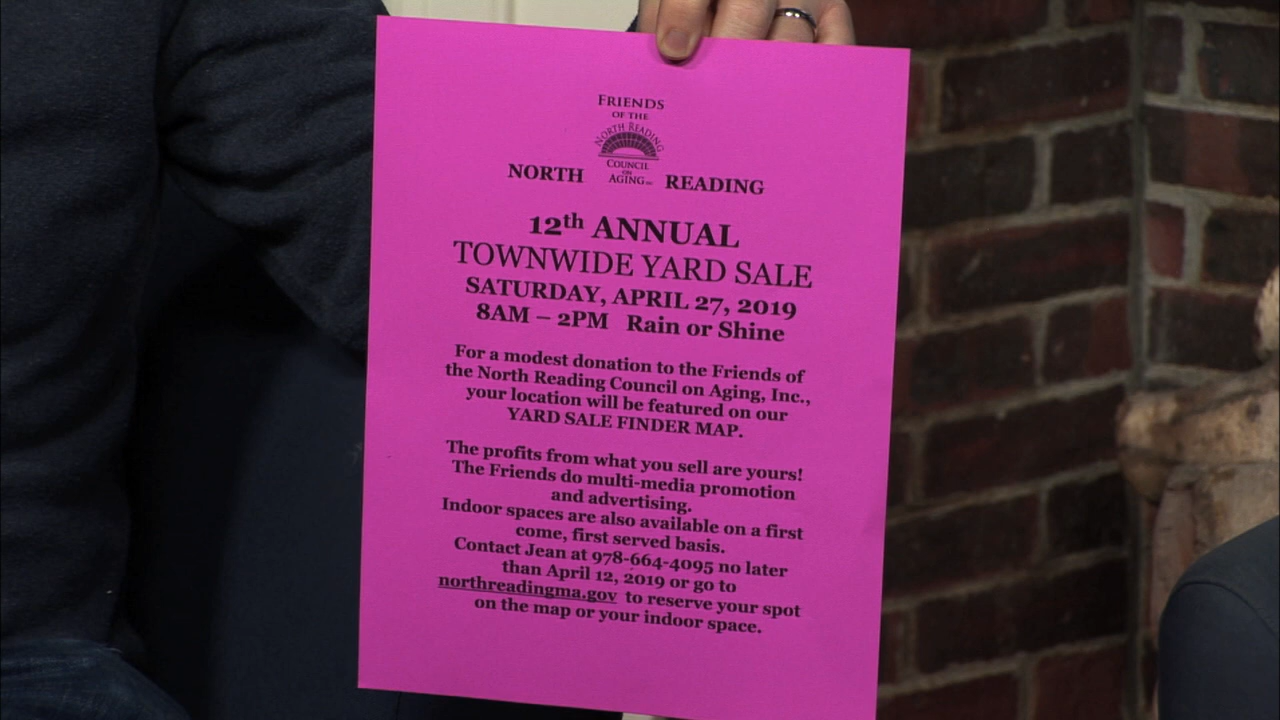 FRIENDS
OF THE
NORTH READING
COUNCIL
ON
AGING
NORTH READING
12th ANNUAL
TOWNWIDE YARD SALE
SATURDAY, APRIL 27, 2019
8AM – 2PM Rain or Shine
For a modest donation to the Friends of
the North Reading Council on Aging, Inc.,
your location will be featured on our
YARD SALE FINDER MAP.
The profits from what you sell are yours!
The Friends do multi-media promotion
and advertising.
Indoor spaces are also available on a first
come, first served basis.
Contact Jean at 978-664-4095 no later
than April 12, 2019 or go to
northreadingma.gov to reserve your spot
on the map or your indoor space.